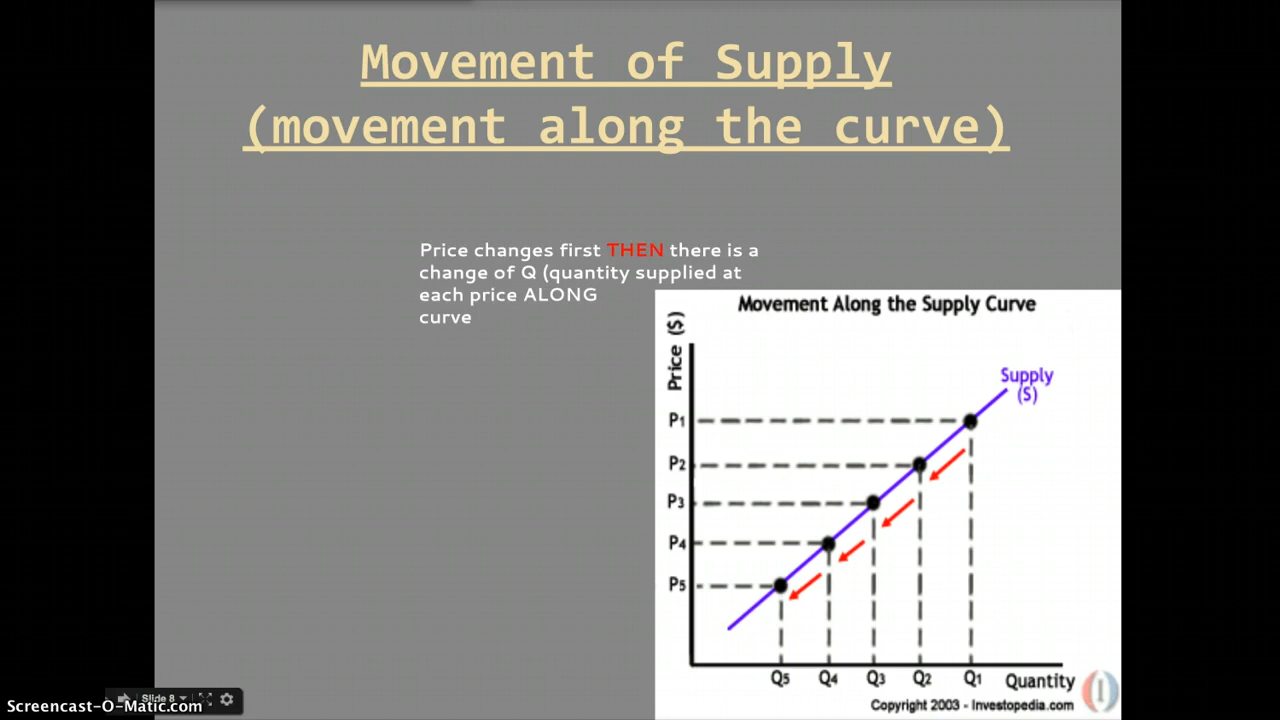 Movement of Supply
(movement along the curve)
Price changes first THEN there is a
change of Q (quantity supplied at
each price ALONG
curve
Movement Along the Supply Curve
Price ($)
Supply
(S)
P1
P2
P3
P4
P5
Q5 Q4 Q3 Q2 Q1 Quantity
Copyright 2003 - Investopedia.com
Slide 8
Screencast-O-Matic.com